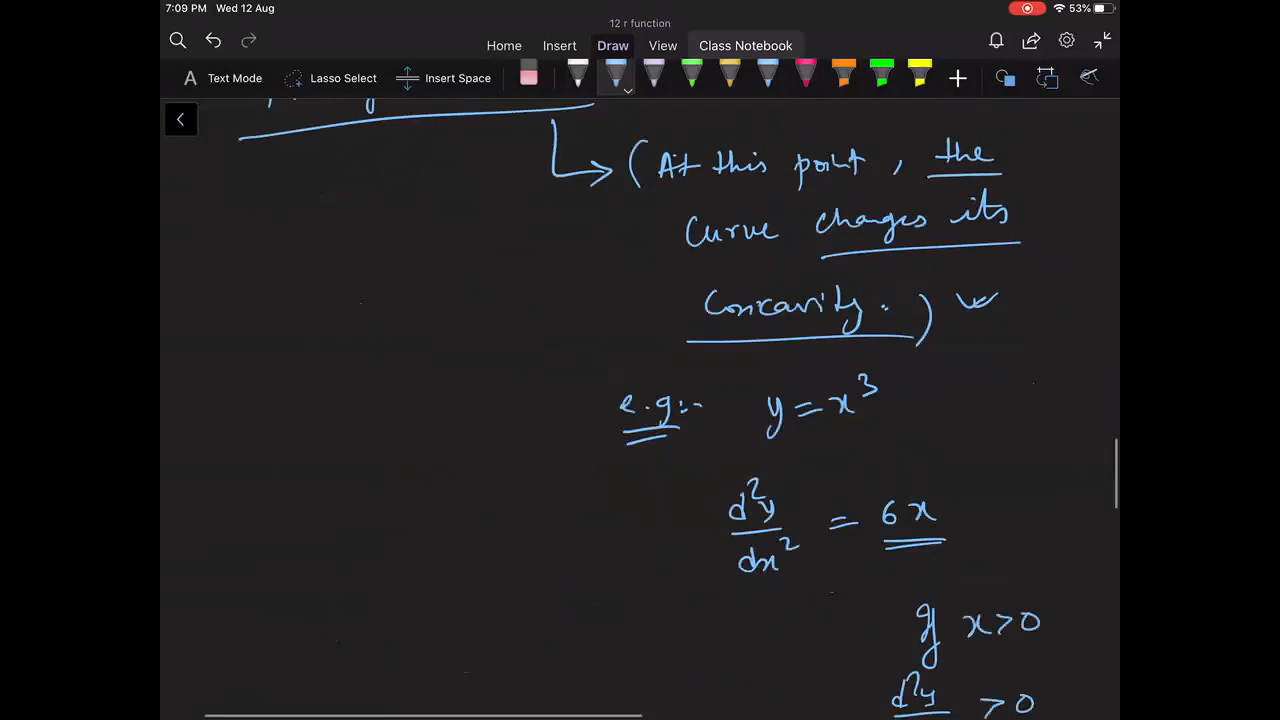 7:09 PM Wed 12 Aug
53%
12 r function
Home Insert Draw View Class Notebook
A Text Mode Lasso Select Insert Space
(At this point, the
curve changes its
concavity.)
e.g:- y = x³
d²y/dx² = 6x
If x > 0
d²y > 0